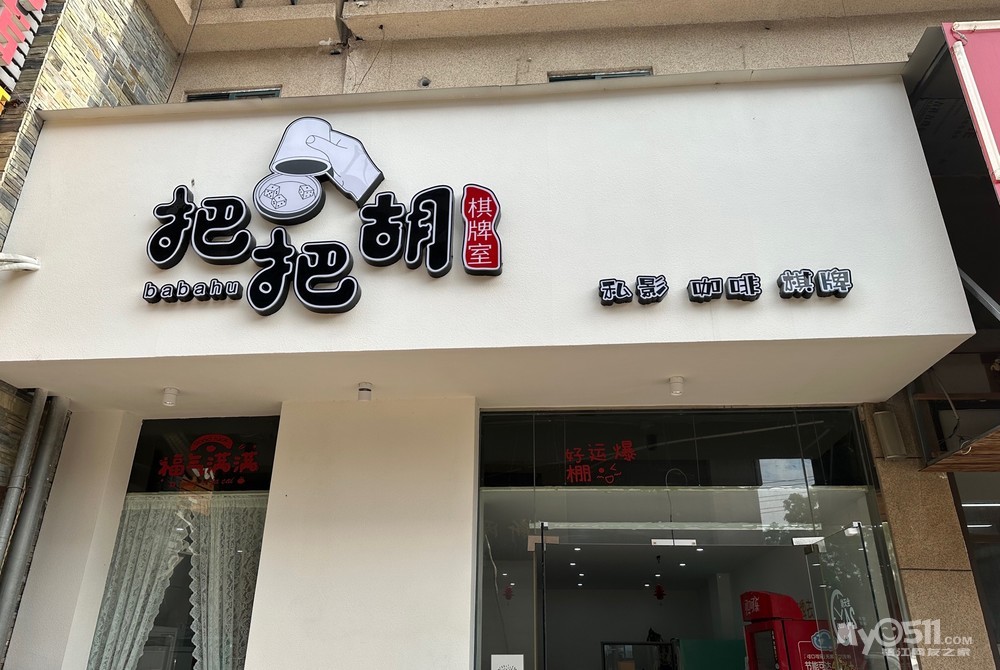 把把胡
棋牌室
babahu
私影 咖啡 棋牌
福气满满
好运爆
棚
My0511.COM